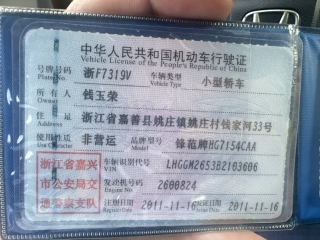 中华人民共和国机动车行驶证
Vehicle License of the People's Republic of China
号牌号码 浙F7319V 车辆类型 小型轿车
Plate No. Vehicle Type
所有人 钱玉荣
Owner
住址 浙江省嘉善县姚庄镇姚庄村钱家河33号
Address
使用性质 非营运 品牌型号 锋范牌HG7154CAA
Use Character Model
浙江省嘉兴
市公安局交
通警察支队
车辆识别代号 LHGGM2653B2103606
VIN
发动机号码 2600824
Engine No.
注册日期 2011-11-16 发证日期 2011-11-16